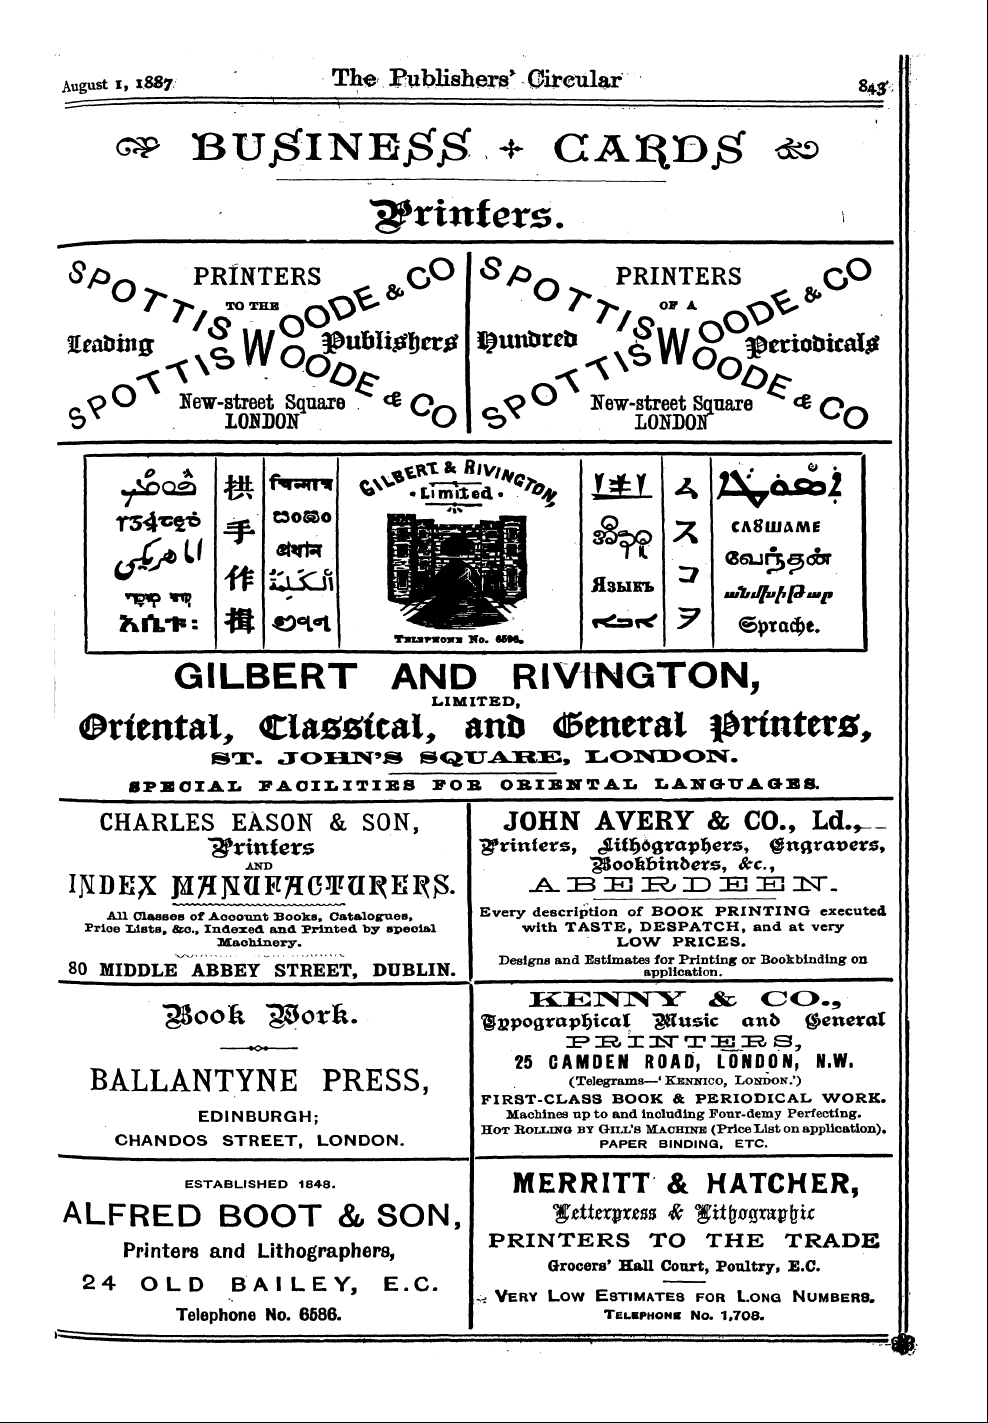 August 1, 1887
The Publishers' Circular
843
BUSINESS + CARDS
Printers.
SPOTTISWOODE & CO
PRINTERS
TO THE
Leading Publishers
SPOTTISWOODE & CO
New-street Square
LONDON
SPOTTISWOODE & CO
PRINTERS
OF A
Hundred Periodicals
SPOTTISWOODE & CO
New-street Square
LONDON
拱
手
作
揖
GILBERT & RIVINGTON,
Limited
TELEPHONE No. 6596.
Языкъ
ム
ス
コ
ヲ
வேந்தன்
Sprache.
GILBERT AND RIVINGTON,
LIMITED,
Oriental, Classical, and General Printers,
ST. JOHN'S SQUARE, LONDON.
SPECIAL FACILITIES FOR ORIENTAL LANGUAGES.
CHARLES EASON & SON,
Printers
AND
INDEX MANUFACTURERS.
All Classes of Account Books, Catalogues,
Price Lists, &c., Indexed and Printed by special
Machinery.
80 MIDDLE ABBEY STREET, DUBLIN.
JOHN AVERY & CO., Ld.,
Printers, Lithographers, Engravers,
Bookbinders, &c.,
ABERDEEN.
Every description of BOOK PRINTING executed
with TASTE, DESPATCH, and at very
LOW PRICES.
Designs and Estimates for Printing or Bookbinding on
application.
Book Work.
BALLANTYNE PRESS,
EDINBURGH;
CHANDOS STREET, LONDON.
KENNY & CO.,
Typographical Music and General
PRINTERS,
25 CAMDEN ROAD, LONDON, N.W.
(Telegrams—'KENNICO, LONDON.')
FIRST-CLASS BOOK & PERIODICAL WORK.
Machines up to and including Four-demy Perfecting.
HOT ROLLING BY GILL'S MACHINE (Price List on application).
PAPER BINDING, ETC.
ESTABLISHED 1848.
ALFRED BOOT & SON,
Printers and Lithographers,
24 OLD BAILEY, E.C.
Telephone No. 6586.
MERRITT & HATCHER,
Letterpress & Lithographic
PRINTERS TO THE TRADE
Grocers' Hall Court, Poultry, E.C.
VERY LOW ESTIMATES FOR LONG NUMBERS.
TELEPHONE No. 1,708.